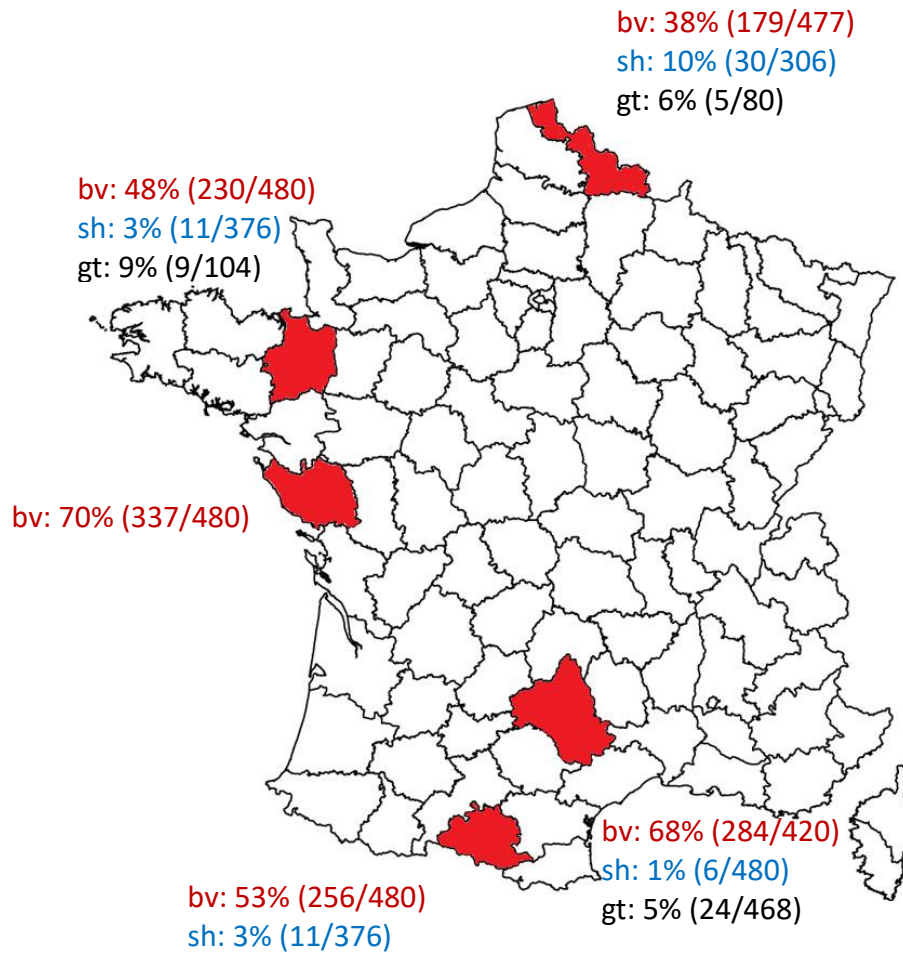 bv: 38% (179/477)
sh: 10% (30/306)
gt: 6% (5/80)
bv: 48% (230/480)
sh: 3% (11/376)
gt: 9% (9/104)
bv: 70% (337/480)
bv: 68% (284/420)
sh: 1% (6/480)
gt: 5% (24/468)
bv: 53% (256/480)
sh: 3% (11/376)